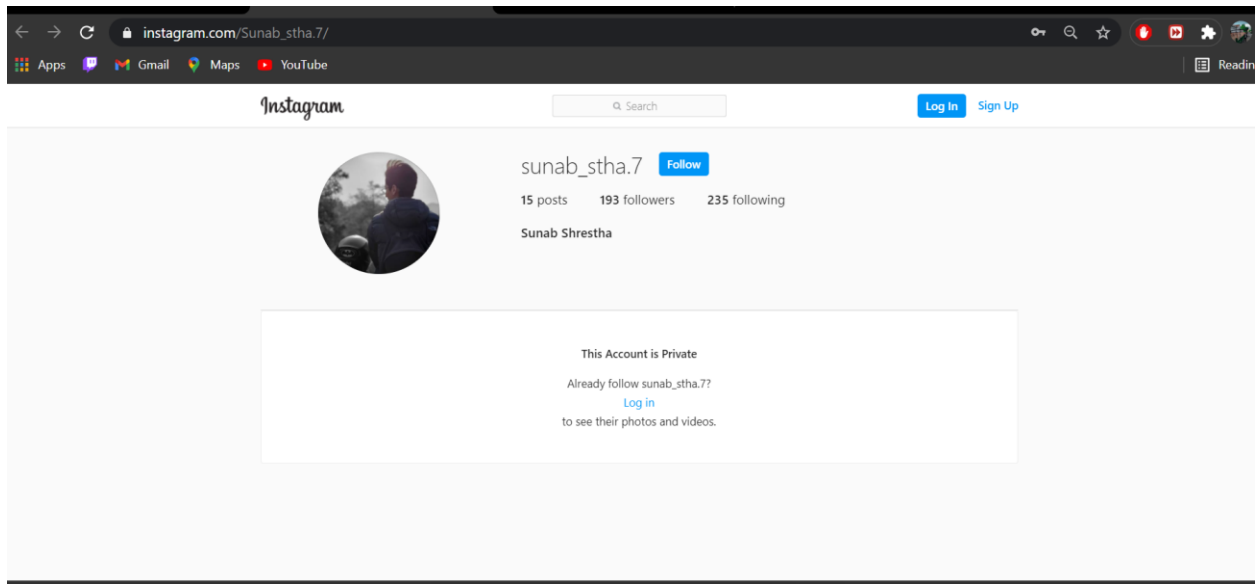 instagram.com/Sunab_stha.7/
Apps Gmail Maps YouTube Readin
Instagram Search Log In Sign Up
sunab_stha.7 Follow
15 posts 193 followers 235 following
Sunab Shrestha
This Account is Private
Already follow sunab_stha.7?
Log in
to see their photos and videos.